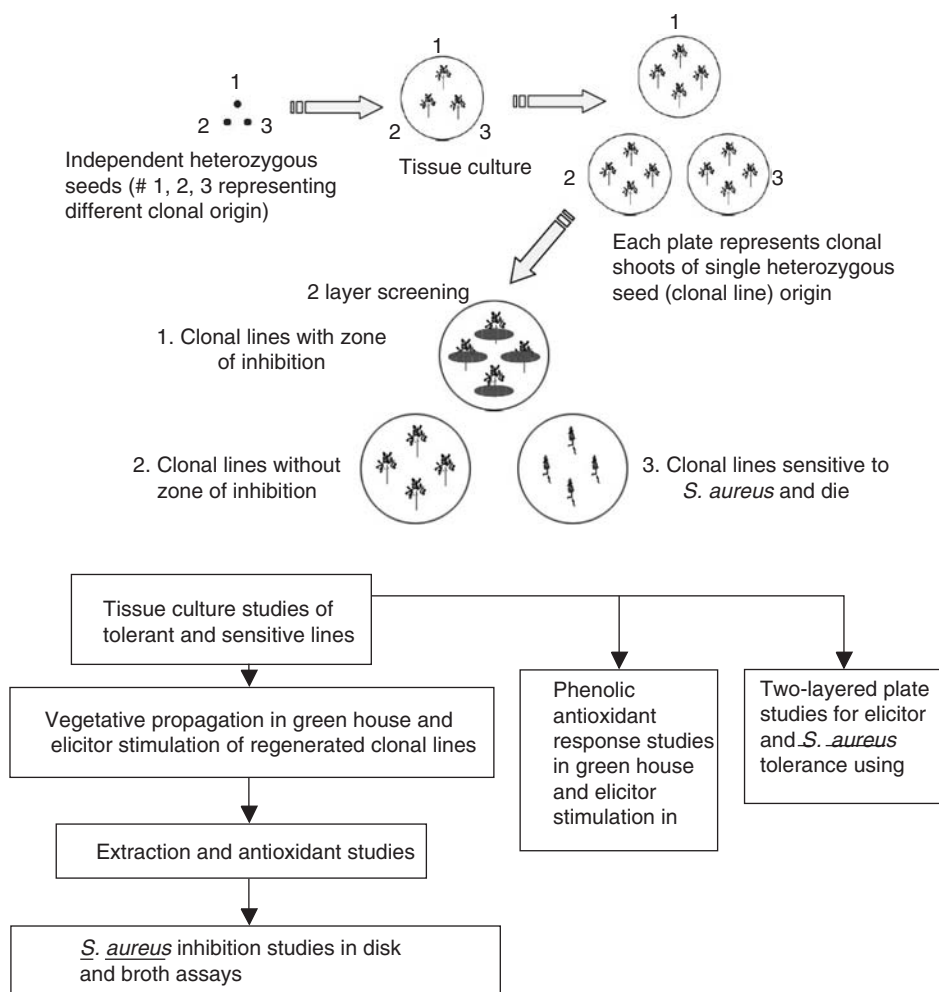 1
2
3
Independent heterozygous
seeds (# 1, 2, 3 representing
different clonal origin)
1
2
3
Tissue culture
1
2
3
Each plate represents clonal
shoots of single heterozygous
seed (clonal line) origin
2 layer screening
1. Clonal lines with zone
of inhibition
2. Clonal lines without
zone of inhibition
3. Clonal lines sensitive to
S. aureus and die
Tissue culture studies of
tolerant and sensitive lines
Vegetative propagation in green house and
elicitor stimulation of regenerated clonal lines
Extraction and antioxidant studies
S. aureus inhibition studies in disk
and broth assays
Phenolic
antioxidant
response studies
in green house
and elicitor
stimulation in
Two-layered plate
studies for elicitor
and S. aureus
tolerance using